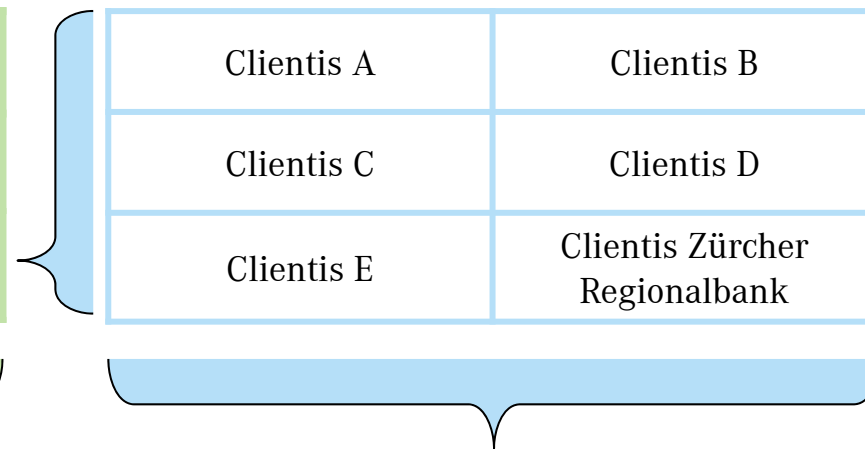 Clientis A
Clientis B
Clientis C
Clientis D
Clientis E
Clientis Zürcher
Regionalbank